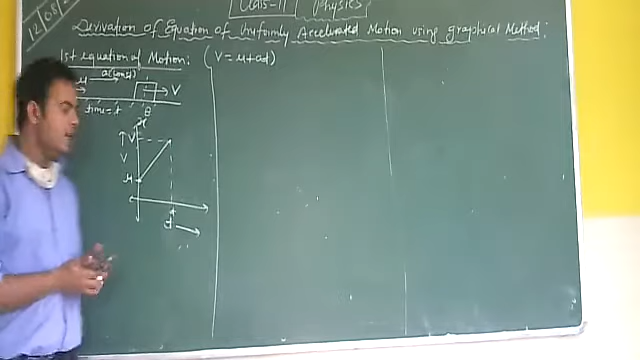 12/08/2
Class-11 Physics
Derivation of Equation of Uniformly Accelerated Motion using graphical Method:
1st equation of Motion: (V = u + at)
a(const)
u
V
time = t
B
↑ V
V
u
t